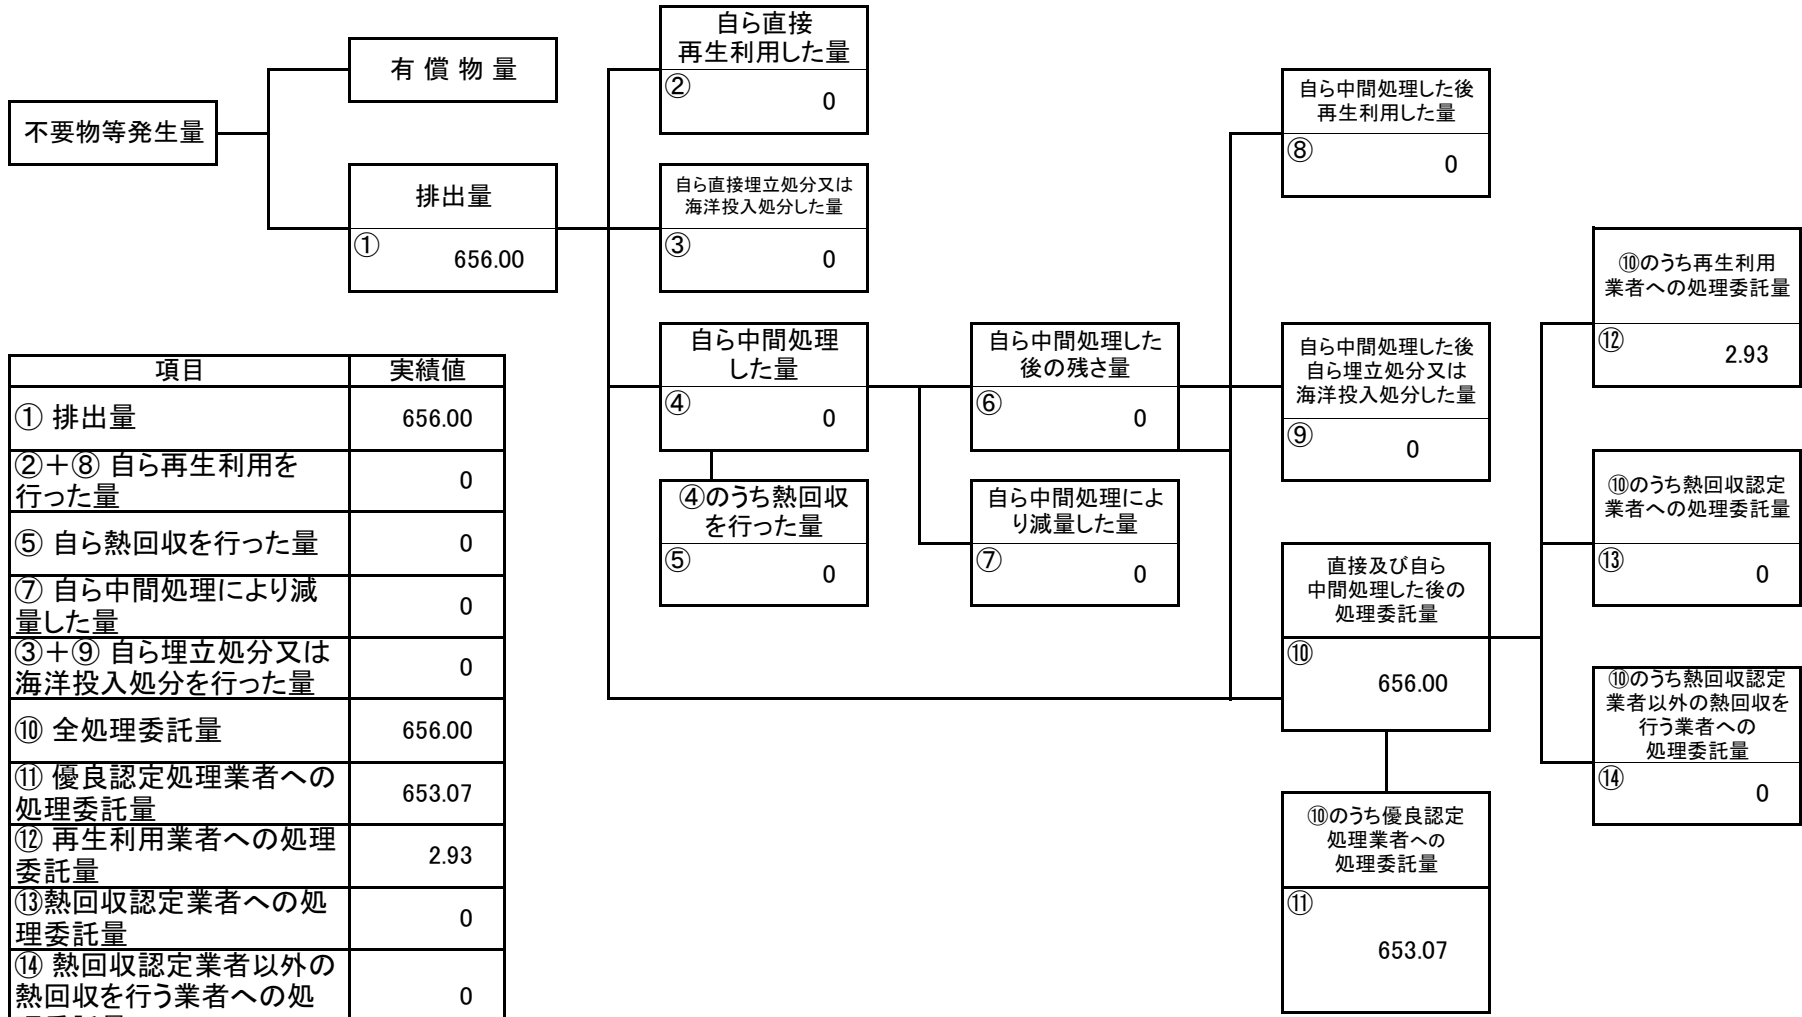 不要物等発生量
有 償 物 量
排出量
①
656.00
自ら直接
再生利用した量
②
0
自ら直接埋立処分又は
海洋投入処分した量
③
0
自ら中間処理
した量
④
0
④のうち熱回収
を行った量
⑤
0
自ら中間処理した
後の残さ量
⑥
0
自ら中間処理によ
り減量した量
⑦
0
自ら中間処理した後
再生利用した量
⑧
0
自ら中間処理した後
自ら埋立処分又は
海洋投入処分した量
⑨
0
直接及び自ら
中間処理した後の
処理委託量
⑩
656.00
⑩のうち優良認定
処理業者への
処理委託量
⑪
653.07
⑩のうち再生利用
業者への処理委託量
⑫
2.93
⑩のうち熱回収認定
業者への処理委託量
⑬
0
⑩のうち熱回収認定
業者以外の熱回収を
行う業者への
処理委託量
⑭
0
項目 実績値
① 排出量 656.00
②＋⑧ 自ら再生利用を
行った量 0
⑤ 自ら熱回収を行った量 0
⑦ 自ら中間処理により減
量した量 0
③＋⑨ 自ら埋立処分又は
海洋投入処分を行った量 0
⑩ 全処理委託量 656.00
⑪ 優良認定処理業者への
処理委託量 653.07
⑫ 再生利用業者への処理
委託量 2.93
⑬熱回収認定業者への処
理委託量 0
⑭ 熱回収認定業者以外の
熱回収を行う業者への処 0